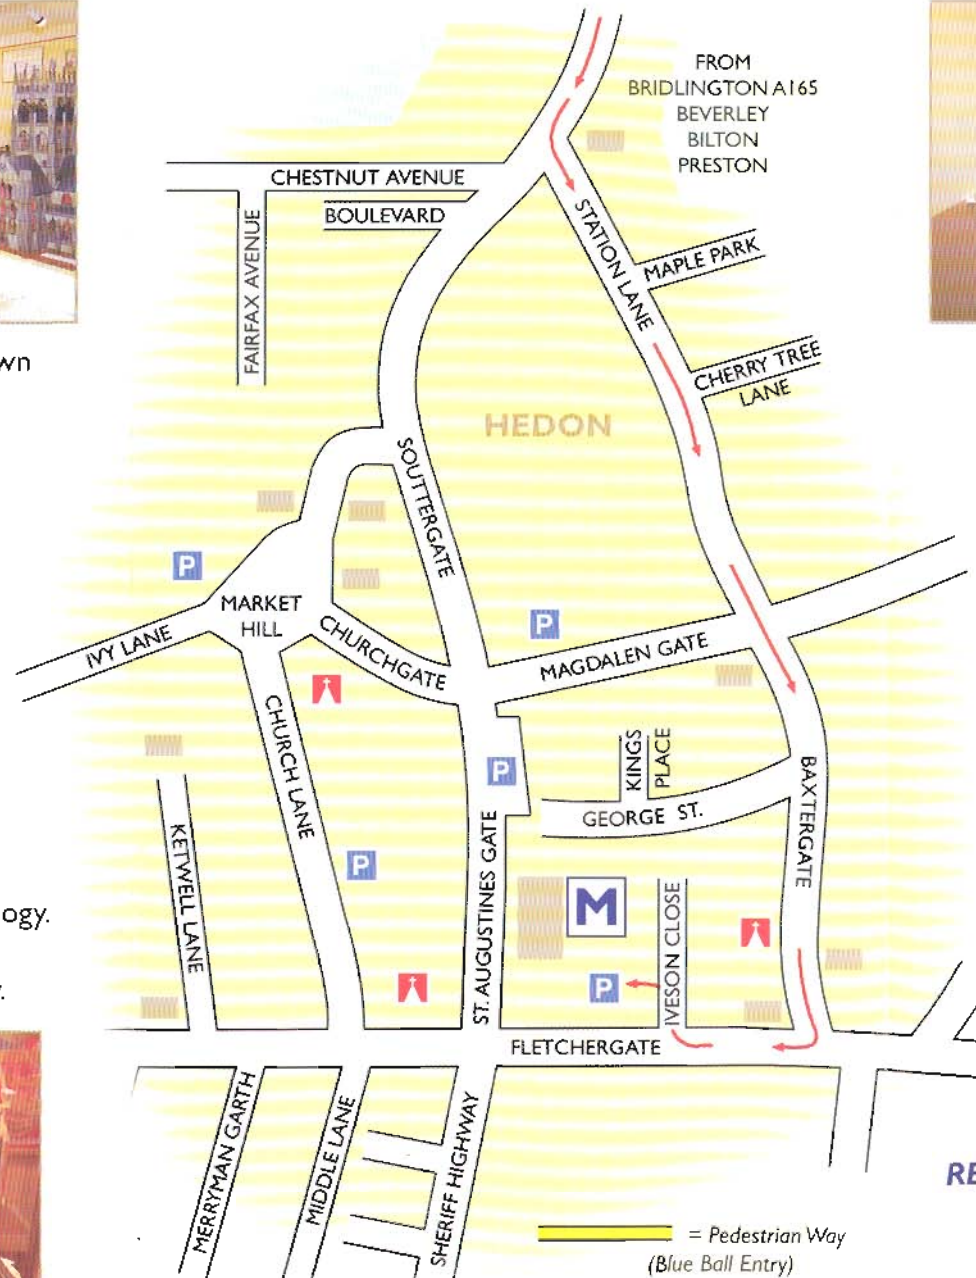 FROM
BRIDLINGTON A165
BEVERLEY
BILTON
PRESTON
CHESTNUT AVENUE
BOULEVARD
FAIRFAX AVENUE
STATION LANE
MAPLE PARK
wn
CHERRY TREE
LANE
HEDON
SOUTTERGATE
P
MARKET
HILL
P
IVY LANE
CHURCHGATE
MAGDALEN GATE
CHURCH LANE
KINGS
PLACE
P
BAXTERGATE
GEORGE ST.
KETWELL LANE
P
ST. AUGUSTINES GATE
M
IVESON CLOSE
ogy.
P
FLETCHERGATE
MERRYMAN GARTH
MIDDLE LANE
SHERIFF HIGHWAY
RE
= Pedestrian Way
(Blue Ball Entry)